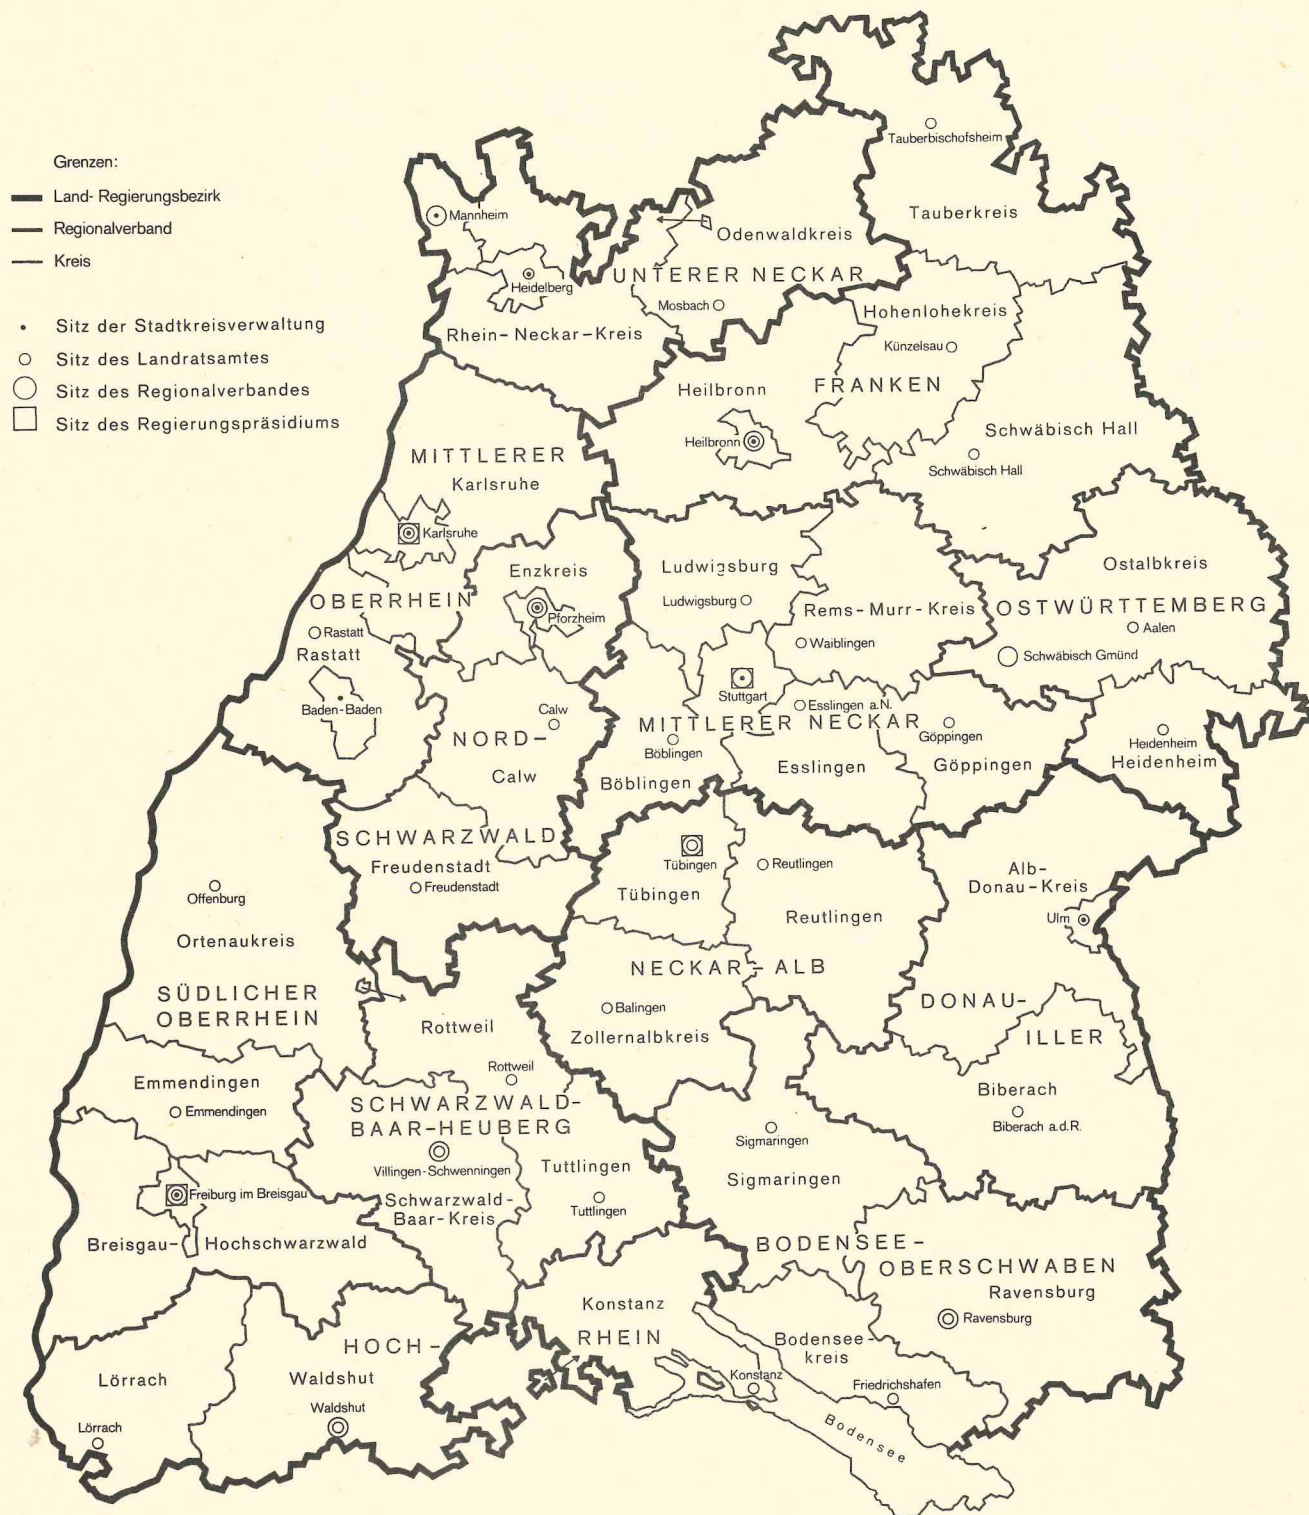 Grenzen:
Land- Regierungsbezirk
Regionalverband
Kreis
Sitz der Stadtkreisverwaltung
Sitz des Landratsamtes
Sitz des Regionalverbandes
Sitz des Regierungspräsidiums
Tauberbischofsheim
Tauberkreis
Mannheim
Odenwaldkreis
Heidelberg
UNTERER NECKAR
Mosbach
Rhein-Neckar-Kreis
Hohenlohekreis
Künzelsau
FRANKEN
Heilbronn
Heilbronn
Schwäbisch Hall
Schwäbisch Hall
MITTLERER
Karlsruhe
Karlsruhe
OBERRHEIN
Enzkreis
Pforzheim
Rastatt
Rastatt
Baden-Baden
Ludwigsburg
Ludwigsburg
Rems-Murr-Kreis
Waiblingen
Ostalbkreis
OSTWÜRTTEMBERG
Aalen
Schwäbisch Gmünd
Stuttgart
Esslingen a.N.
MITTLERER NECKAR
Böblingen
Böblingen
Esslingen
Göppingen
Göppingen
Heidenheim
Heidenheim
Calw
NORD-
Calw
SCHWARZWALD
Freudenstadt
Freudenstadt
Tübingen
Tübingen
Reutlingen
Reutlingen
Alb-
Donau-Kreis
Ulm
Offenburg
Ortenaukreis
SÜDLICHER
OBERRHEIN
NECKAR-ALB
Balingen
Zollernalbkreis
DONAU-
ILLER
Biberach
Biberach a.d.R.
Rottweil
Rottweil
Emmendingen
Emmendingen
SCHWARZWALD-
BAAR-HEUBERG
Villingen-Schwenningen
Schwarzwald-
Baar-Kreis
Tuttlingen
Tuttlingen
Sigmaringen
Sigmaringen
Freiburg im Breisgau
Breisgau- Hochschwarzwald
BODENSEE-
OBERSCHWABEN
Ravensburg
Ravensburg
Konstanz
HOCH-
RHEIN
Bodensee-
kreis
Konstanz
Friedrichshafen
Bodensee
Lörrach
Lörrach
Waldshut
Waldshut